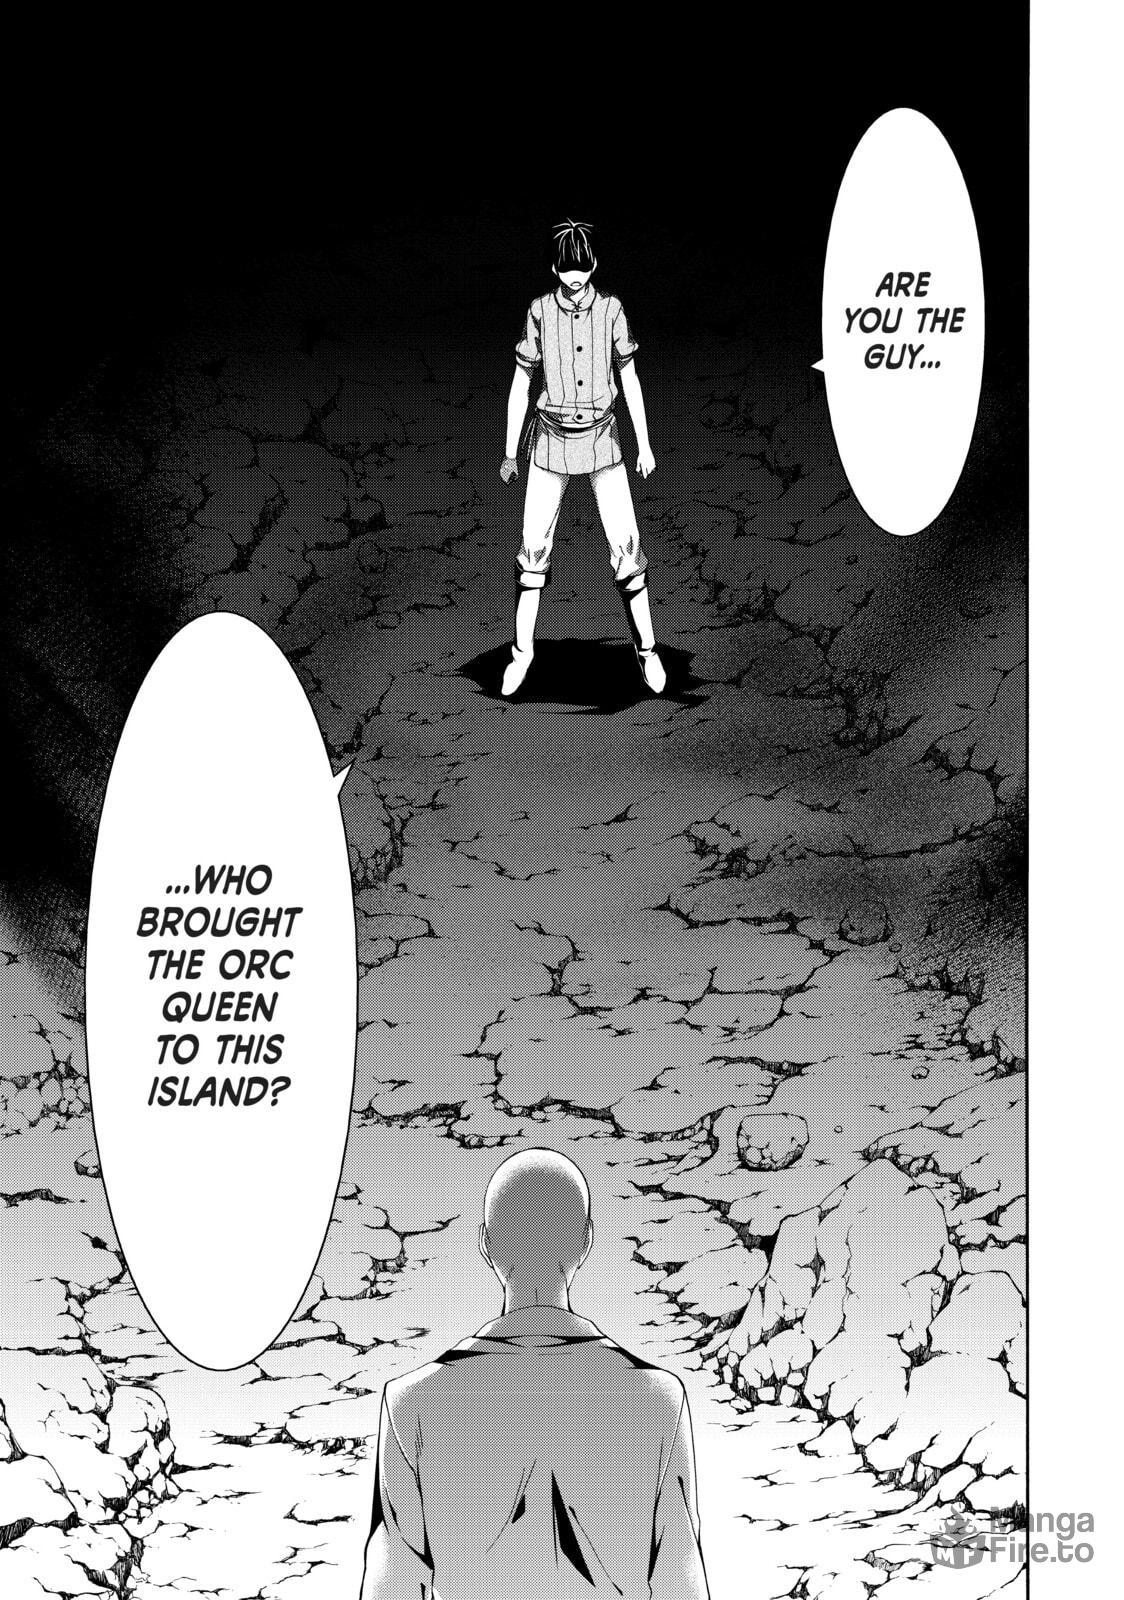 ARE
YOU THE
GUY...
...WHO
BROUGHT
THE ORC
QUEEN
TO THIS
ISLAND?
Manga
Fire.to